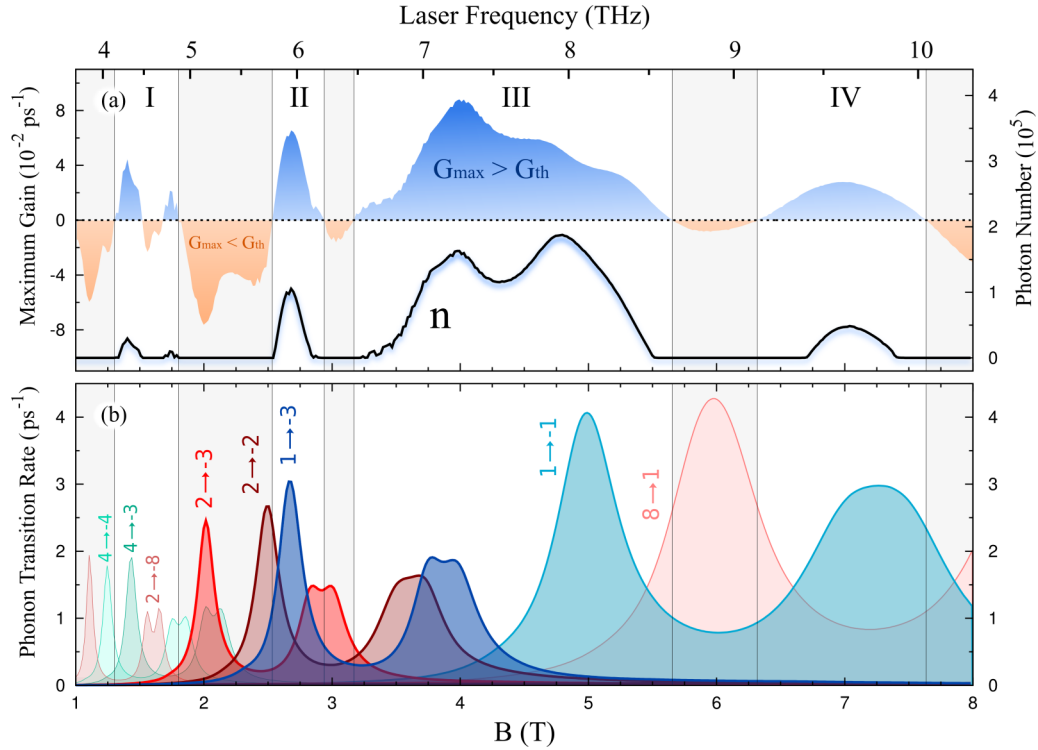 Laser Frequency (THz)
4 5 6 7 8 9 10
(a) I II III IV
Maximum Gain (10⁻² ps⁻¹)
8
4
0
-4
-8
Gmax > Gth
Gmax < Gth
n
Photon Number (10⁵)
4
3
2
1
0
(b)
Phonon Transition Rate (ps⁻¹)
4
3
2
1
0
4→-4
4→-3
2→-8
2→-3
2→-2
1→-3
1→-1
8→1
4
3
2
1
0
1 2 3 4 5 6 7 8
B (T)